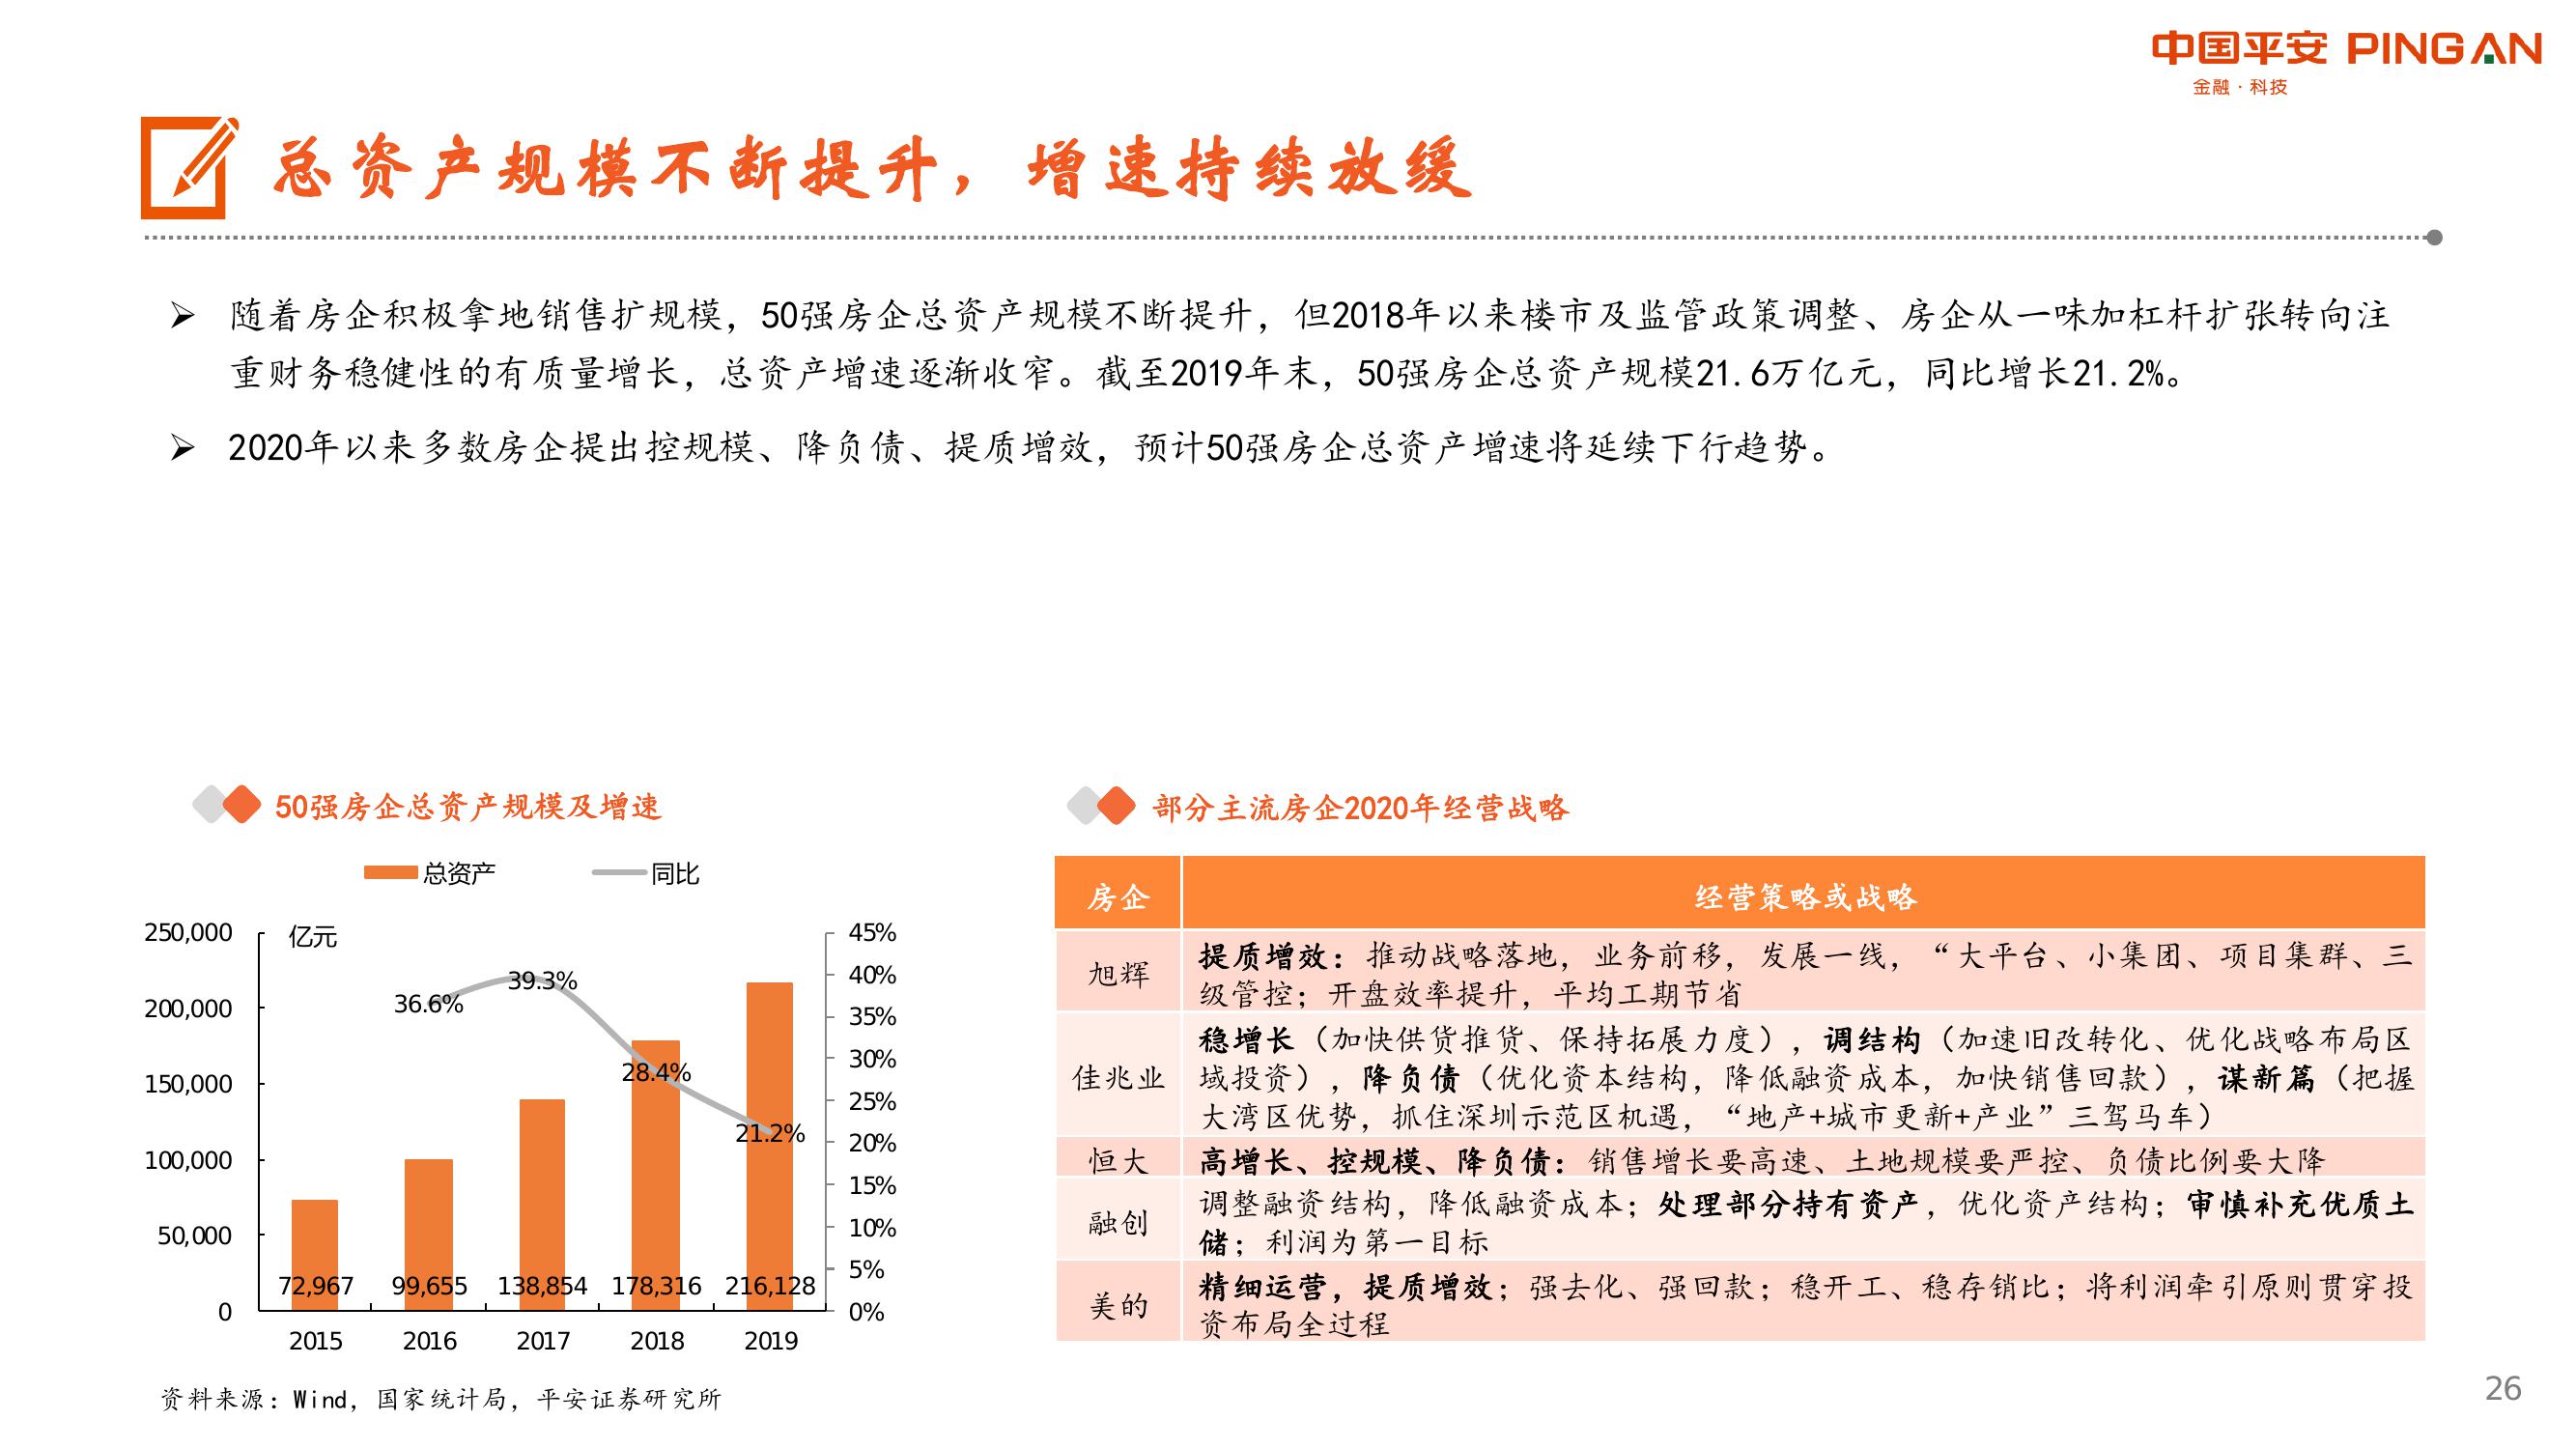 中国平安 PINGAN
金融·科技
总资产规模不断提升，增速持续放缓
➢ 随着房企积极拿地销售扩规模，50强房企总资产规模不断提升，但2018年以来楼市及监管政策调整、房企从一味加杠杆扩张转向注
重财务稳健性的有质量增长，总资产增速逐渐收窄。截至2019年末，50强房企总资产规模21.6万亿元，同比增长21.2%。
➢ 2020年以来多数房企提出控规模、降负债、提质增效，预计50强房企总资产增速将延续下行趋势。
50强房企总资产规模及增速
总资产 同比
亿元
250,000
200,000
150,000
100,000
50,000
0
45%
40%
35%
30%
25%
20%
15%
10%
5%
0%
36.6%
39.3%
28.4%
21.2%
72,967 99,655 138,854 178,316 216,128
2015 2016 2017 2018 2019
部分主流房企2020年经营战略
房企 经营策略或战略
旭辉
提质增效：推动战略落地，业务前移，发展一线，“大平台、小集团、项目集群、三
级管控；开盘效率提升，平均工期节省
佳兆业
稳增长（加快供货推货、保持拓展力度），调结构（加速旧改转化、优化战略布局区
域投资），降负债（优化资本结构，降低融资成本，加快销售回款），谋新篇（把握
大湾区优势，抓住深圳示范区机遇，“地产+城市更新+产业”三驾马车）
恒大
高增长、控规模、降负债：销售增长要高速、土地规模要严控、负债比例要大降
融创
调整融资结构，降低融资成本；处理部分持有资产，优化资产结构；审慎补充优质土
储；利润为第一目标
美的
精细运营，提质增效；强去化、强回款；稳开工、稳存销比；将利润牵引原则贯穿投
资布局全过程
资料来源：Wind，国家统计局，平安证券研究所
26